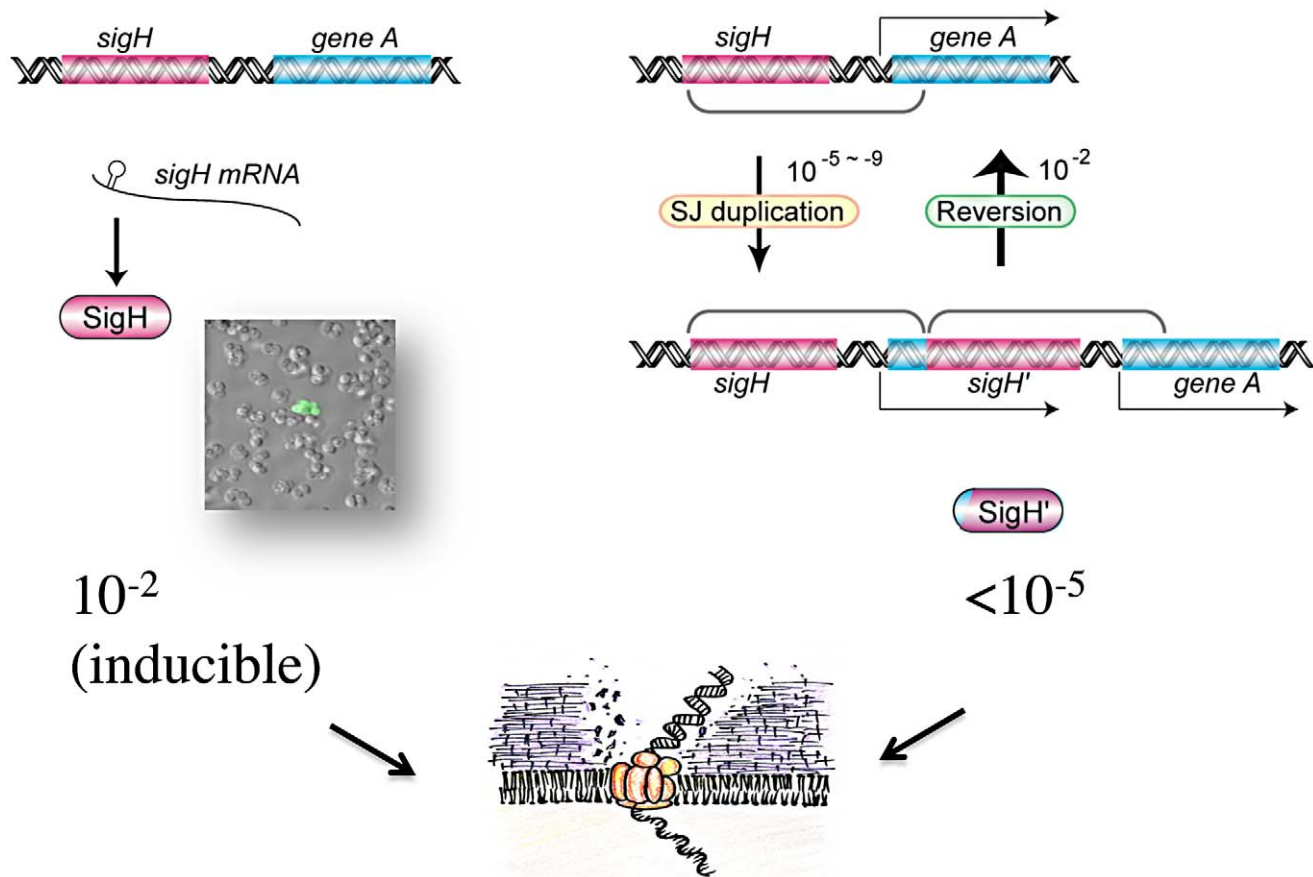 sigH gene A
sigH mRNA
SigH
10⁻²
(inducible)
sigH gene A
10⁻⁵ ~ ⁻⁹
10⁻²
SJ duplication
Reversion
sigH sigH' gene A
SigH'
<10⁻⁵